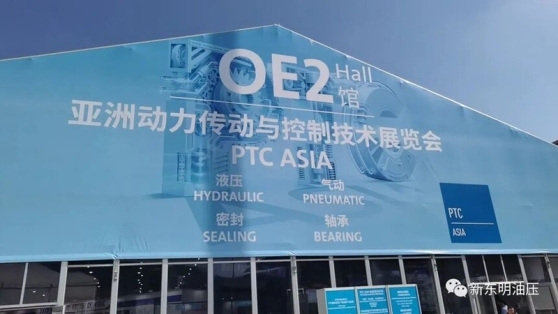 OE2 Hall 馆
亚洲动力传动与控制技术展览会
PTC ASIA
液压 气动
HYDRAULIC PNEUMATIC
密封 轴承
SEALING BEARING
PTC
ASIA
新东明油压